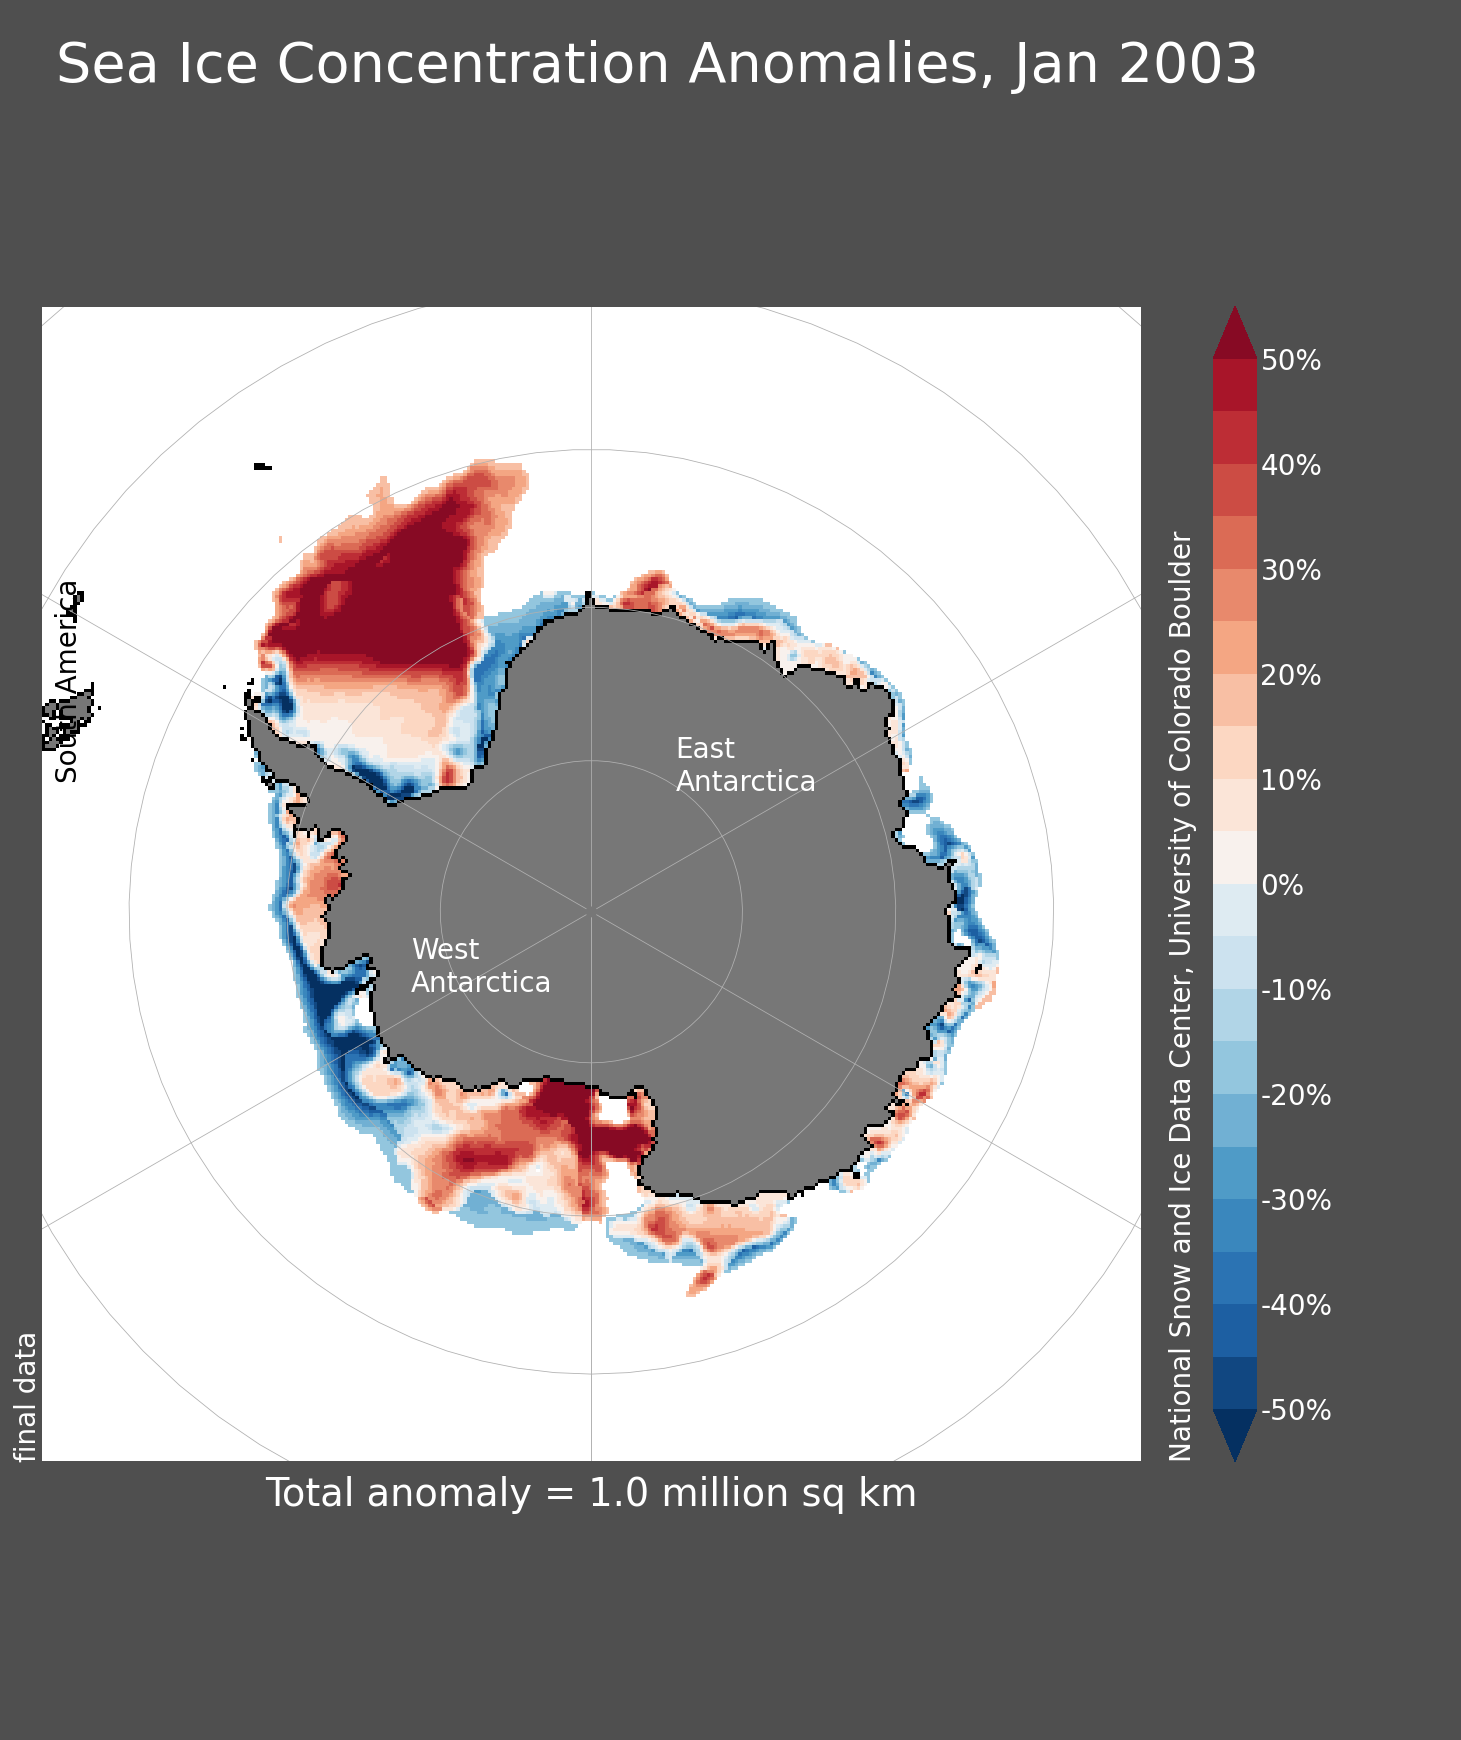 Sea Ice Concentration Anomalies, Jan 2003
South America
East
Antarctica
West
Antarctica
final data
National Snow and Ice Data Center, University of Colorado Boulder
50%
40%
30%
20%
10%
0%
-10%
-20%
-30%
-40%
-50%
Total anomaly = 1.0 million sq km